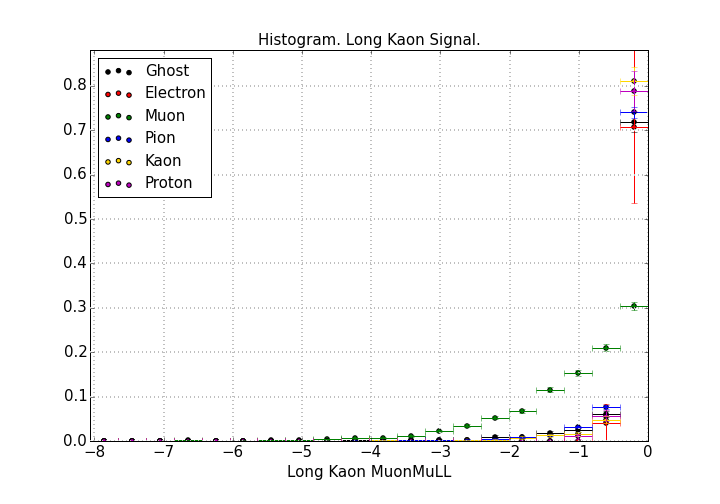 Histogram. Long Kaon Signal.
Ghost
Electron
Muon
Pion
Kaon
Proton
0.8
0.7
0.6
0.5
0.4
0.3
0.2
0.1
0.0
−8 −7 −6 −5 −4 −3 −2 −1 0
Long Kaon MuonMuLL